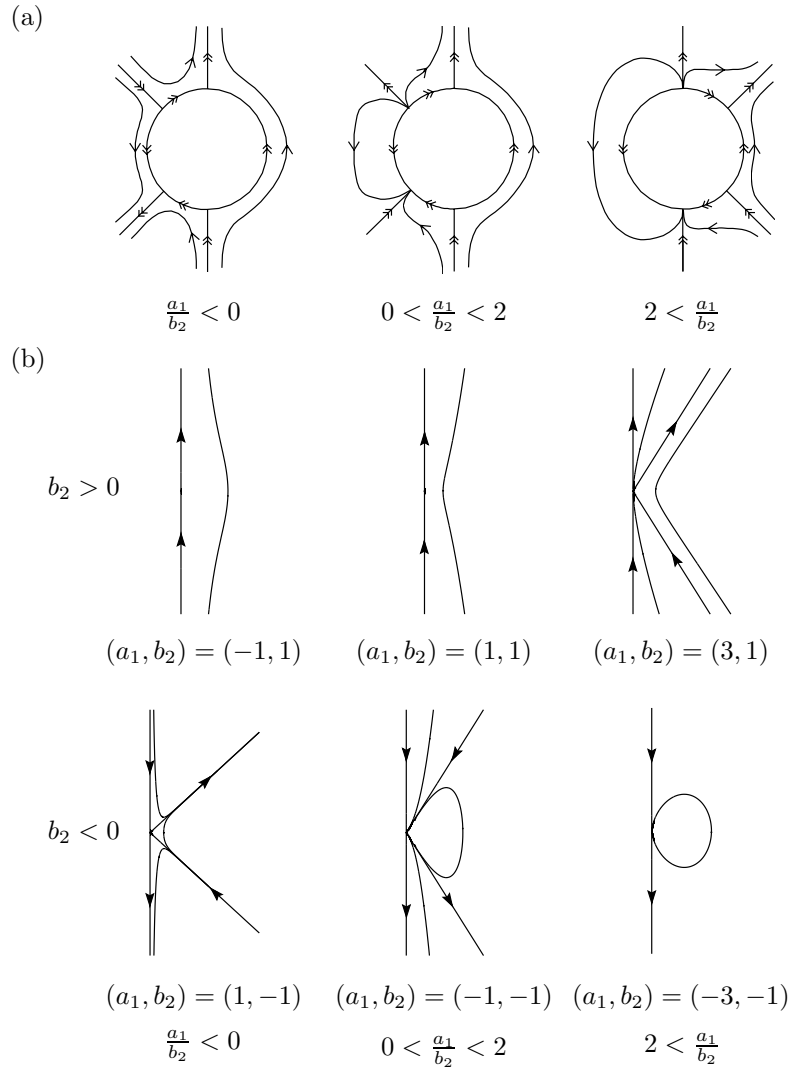 (a)
a₁/b₂ < 0 0 < a₁/b₂ < 2 2 < a₁/b₂
(b)
b₂ > 0
(a₁, b₂) = (−1, 1) (a₁, b₂) = (1, 1) (a₁, b₂) = (3, 1)
b₂ < 0
(a₁, b₂) = (1, −1) (a₁, b₂) = (−1, −1) (a₁, b₂) = (−3, −1)
a₁/b₂ < 0 0 < a₁/b₂ < 2 2 < a₁/b₂